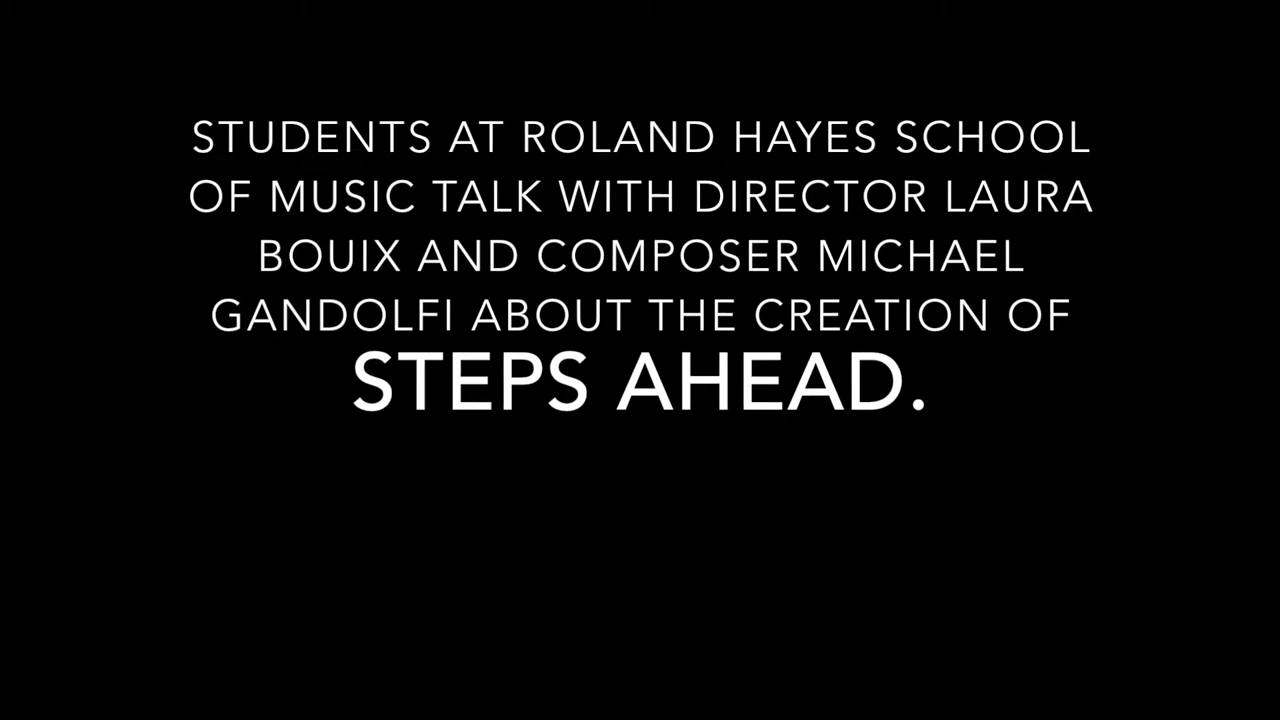 STUDENTS AT ROLAND HAYES SCHOOL
OF MUSIC TALK WITH DIRECTOR LAURA
BOUIX AND COMPOSER MICHAEL
GANDOLFI ABOUT THE CREATION OF
STEPS AHEAD.